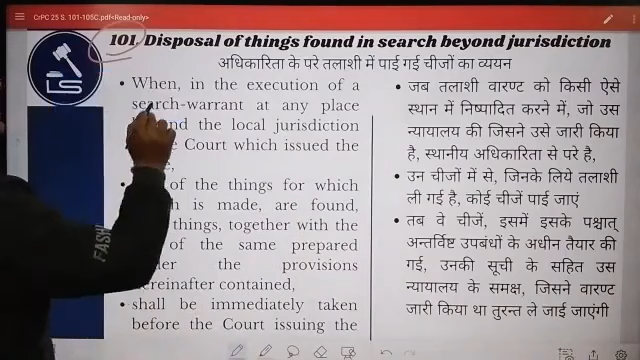 CrPC 25 S. 101-105C.pdf<Read-only>
101. Disposal of things found in search beyond jurisdiction
अधिकारिता के परे तलाशी में पाई गई चीजों का व्ययन
LS
• When, in the execution of a
search-warrant at any place
the local jurisdiction
Court which issued the
of the things for which
is made, are found,
things, together with the
of the same prepared
the provisions
contained,
• shall be immediately taken
before the Court issuing the
• जब तलाशी वारण्ट को किसी ऐसे
स्थान में निष्पादित करने में, जो उस
न्यायालय की जिसने उसे जारी किया
है, स्थानीय अधिकारिता से परे है,
• उन चीजों में से, जिनके लिये तलाशी
ली गई है, कोई चीजें पाई जाएं
• तब वे चीजें, इसमें इसके पश्चात्
अन्तर्विष्ट उपबंधों के अधीन तैयार की
गई, उनकी सूची के सहित उस
न्यायालय के समक्ष, जिसने वारण्ट
जारी किया था तुरन्त ले जाई जाएंगी
FASH